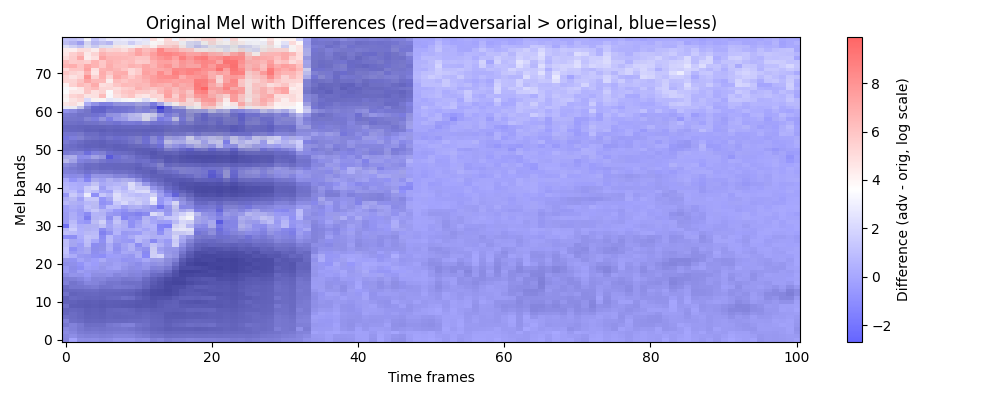 Original Mel with Differences (red=adversarial > original, blue=less)
Mel bands
70
60
50
40
30
20
10
0
0 20 40 60 80 100
Time frames
8
6
4
2
0
−2
Difference (adv - orig, log scale)